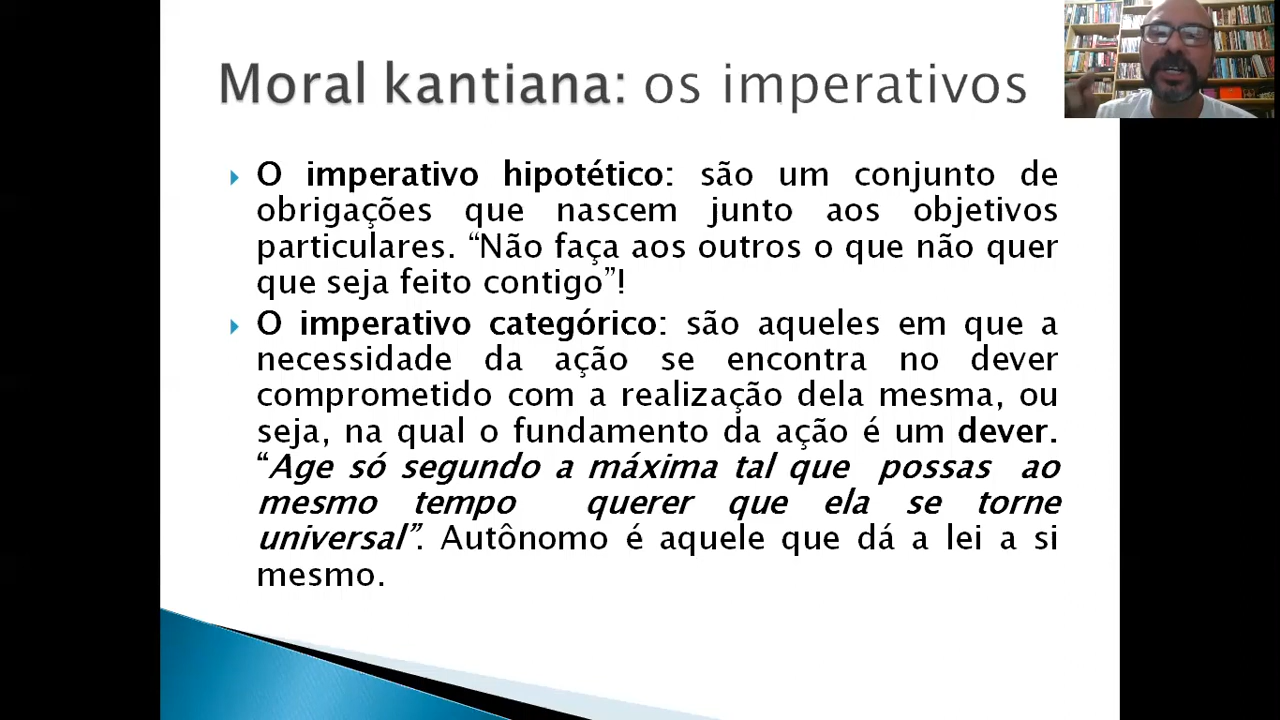 Moral kantiana: os imperativos
O imperativo hipotético: são um conjunto de
obrigações que nascem junto aos objetivos
particulares. “Não faça aos outros o que não quer
que seja feito contigo”!
O imperativo categórico: são aqueles em que a
necessidade da ação se encontra no dever
comprometido com a realização dela mesma, ou
seja, na qual o fundamento da ação é um dever.
“Age só segundo a máxima tal que possas ao
mesmo tempo querer que ela se torne
universal”. Autônomo é aquele que dá a lei a si
mesmo.